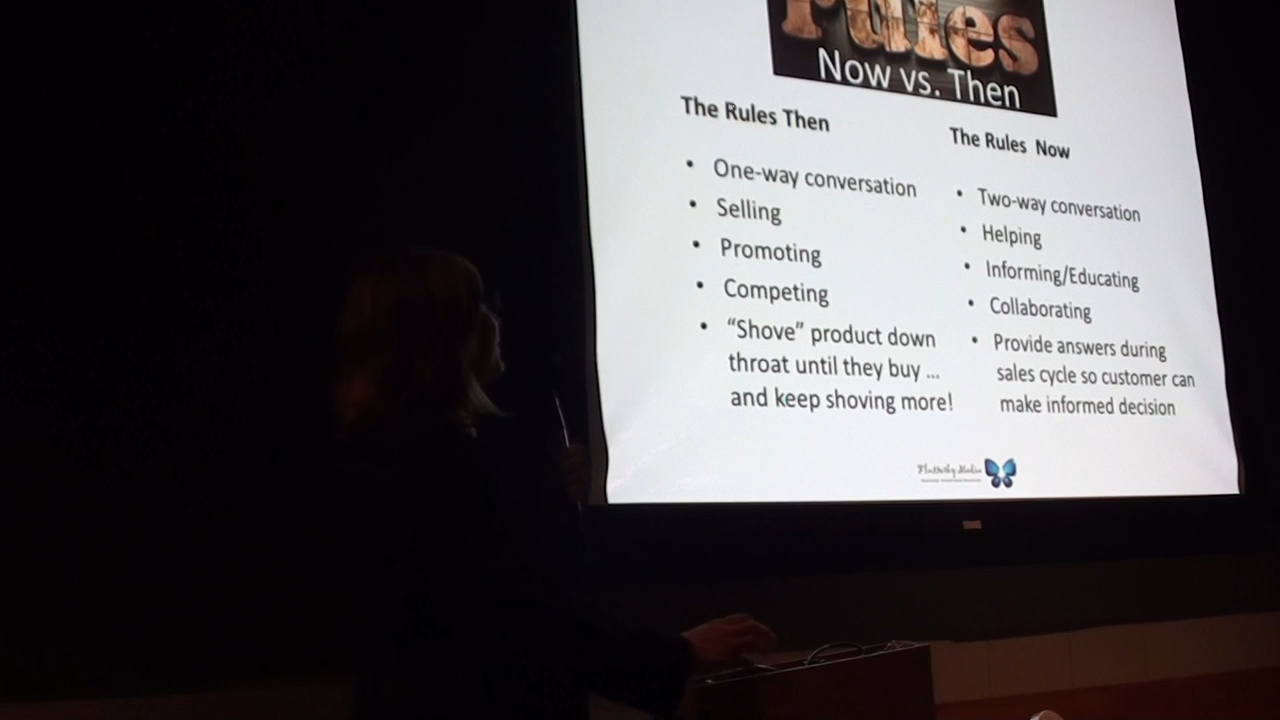 rules
Now vs. Then
The Rules Then
• One-way conversation
• Selling
• Promoting
• Competing
• “Shove” product down
throat until they buy ...
and keep shoving more!
The Rules Now
• Two-way conversation
• Helping
• Informing/Educating
• Collaborating
• Provide answers during
sales cycle so customer can
make informed decision